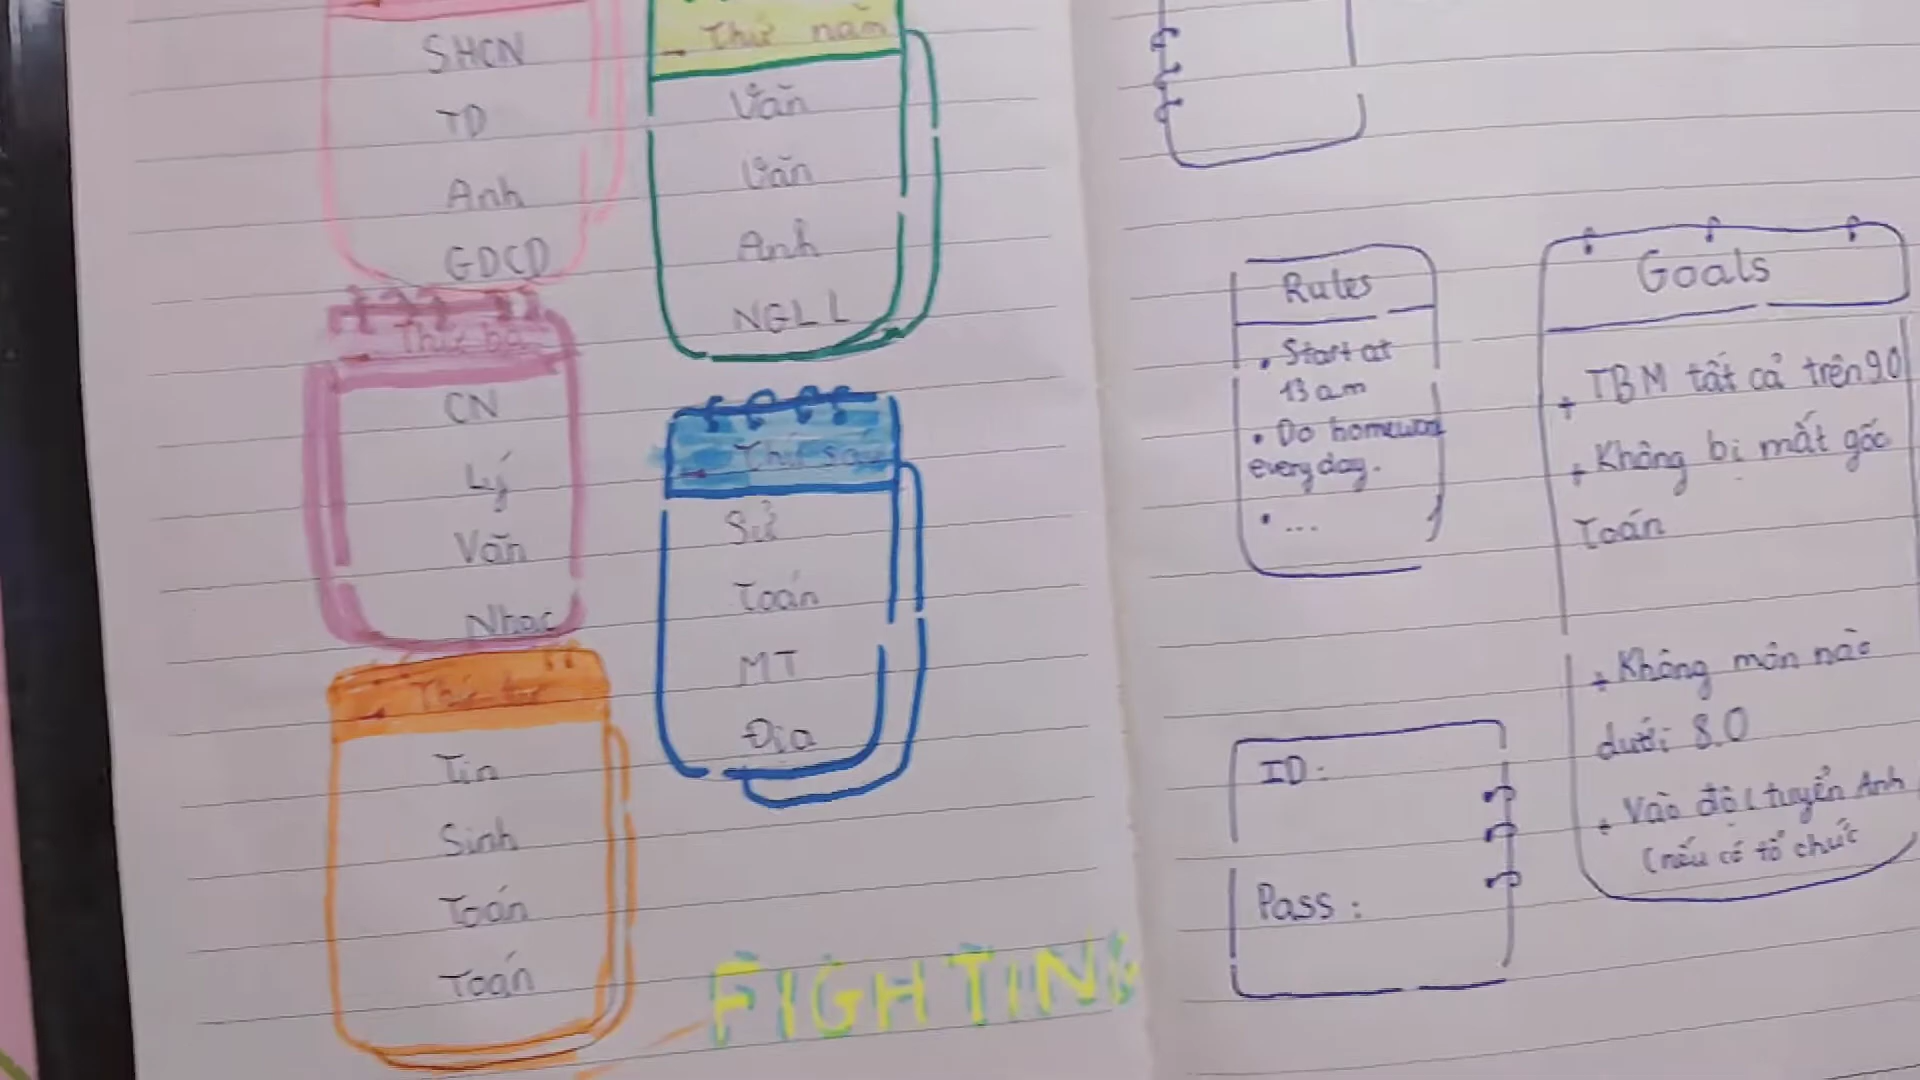 SHCN
TD
Anh
GDCD
Thứ ba
CN
Lý
Văn
Nhạc
Thứ tư
Tin
Sinh
Toán
Toán
Thứ năm
Văn
Văn
Anh
NGLL
Thứ sáu
Sử
Toán
MT
Địa
FIGHTING
Rules
• Start at
13 am
• Do homework
every day.
• ...
ID:
Pass :
Goals
+ TBM tất cả trên 9.0
+ Không bị mất gốc
Toán
+ Không môn nào
dưới 8.0
+ Vào đội tuyển Anh
(nếu có tổ chức